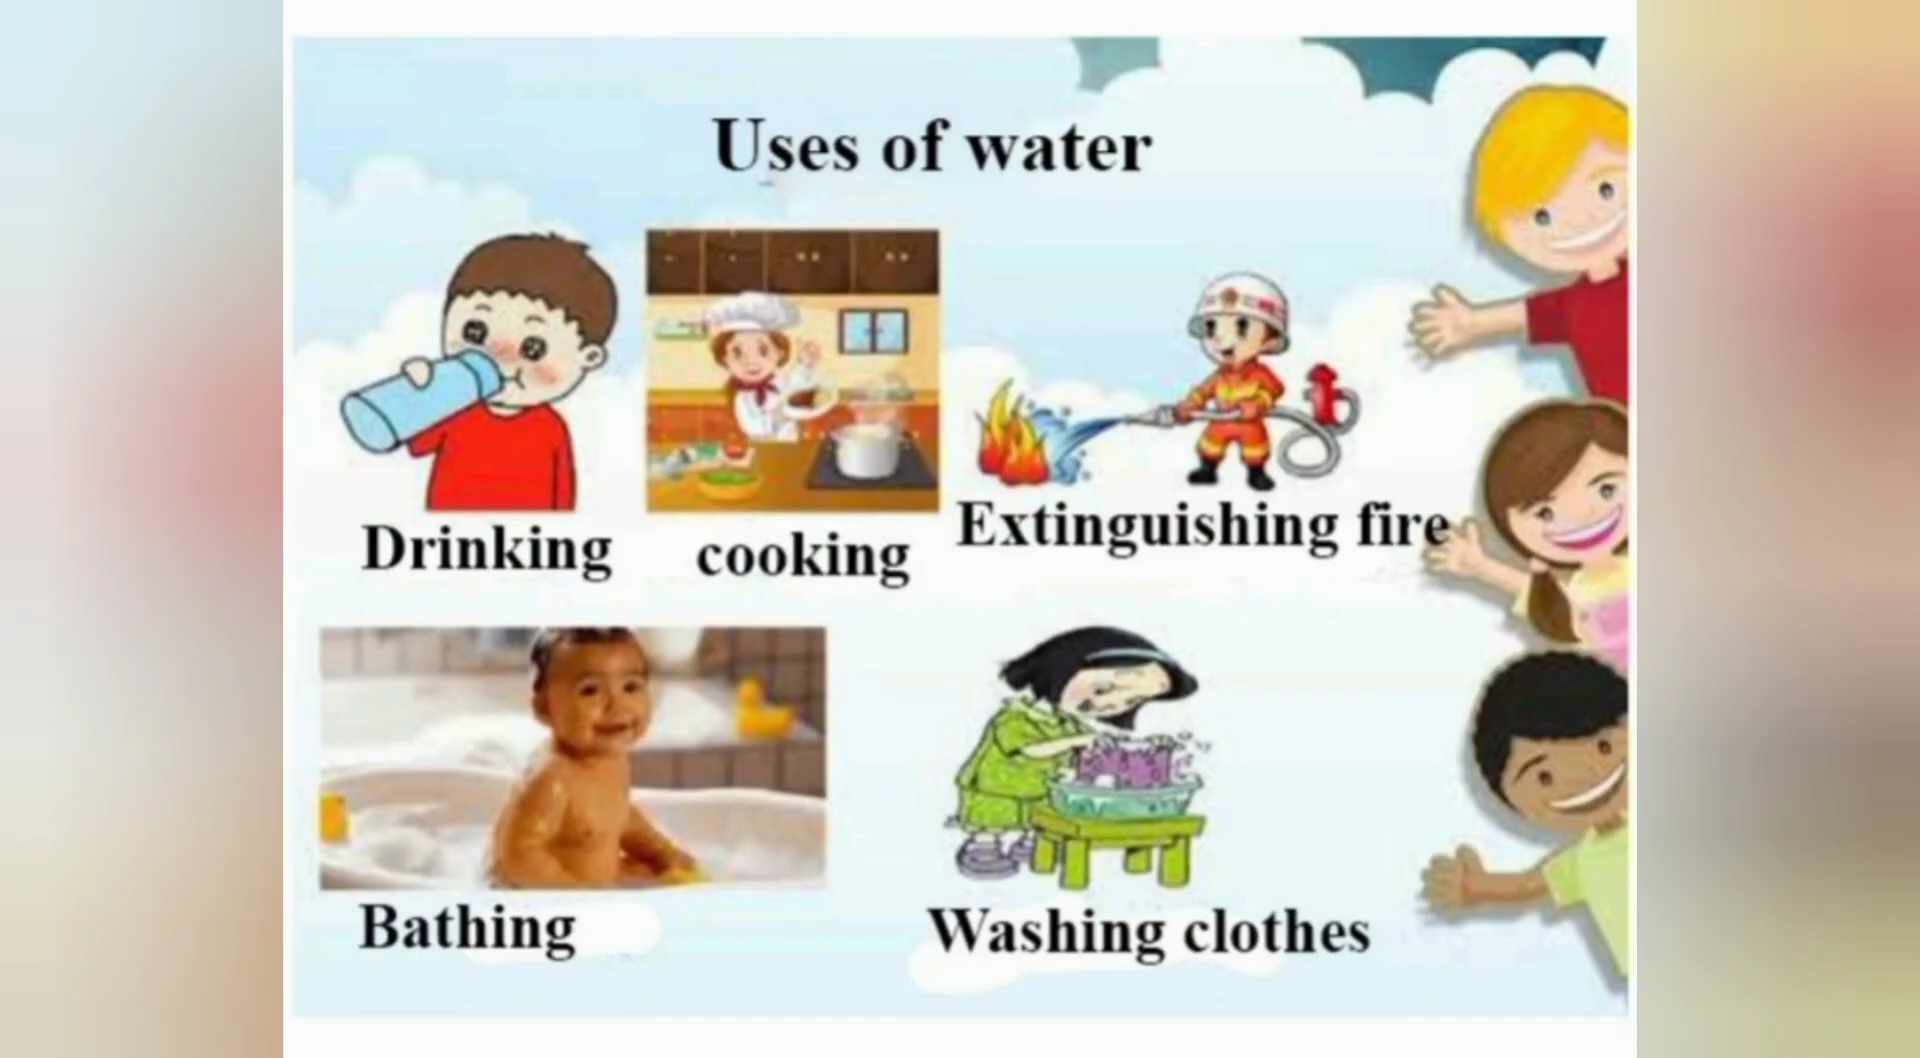 Uses of water
Drinking
cooking
Extinguishing fire
Bathing
Washing clothes